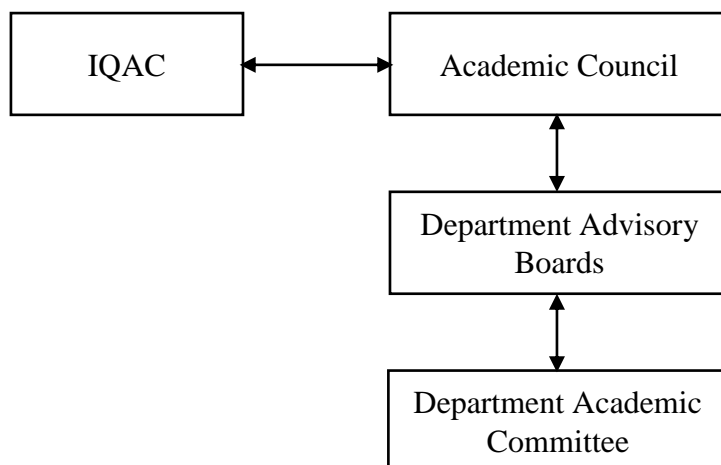 IQAC
Academic Council
Department Advisory
Boards
Department Academic
Committee